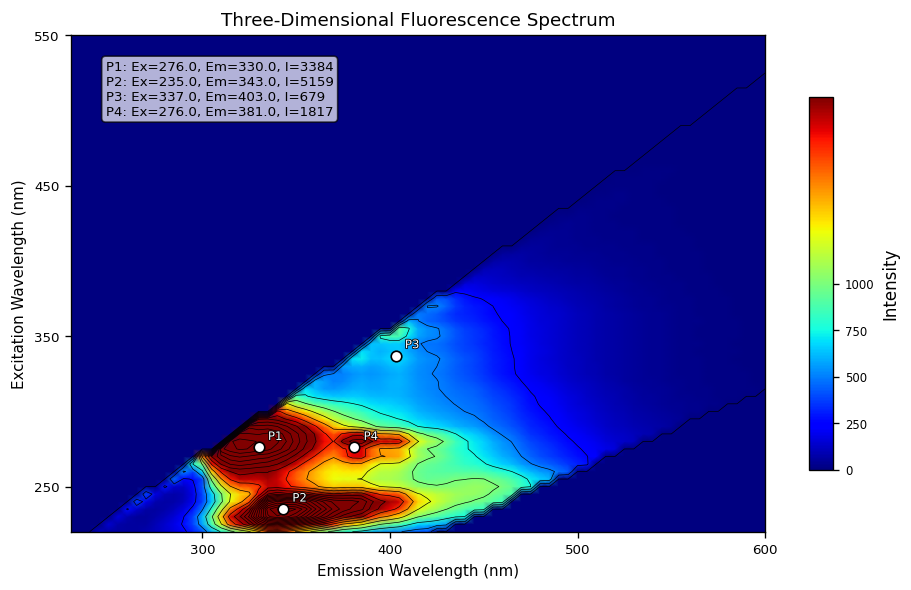 Three-Dimensional Fluorescence Spectrum
550
450
350
250
300
400
500
600
Excitation Wavelength (nm)
Emission Wavelength (nm)
P1: Ex=276.0, Em=330.0, I=3384
P2: Ex=235.0, Em=343.0, I=5159
P3: Ex=337.0, Em=403.0, I=679
P4: Ex=276.0, Em=381.0, I=1817
P3
P1
P4
P2
1000
750
500
250
0
Intensity